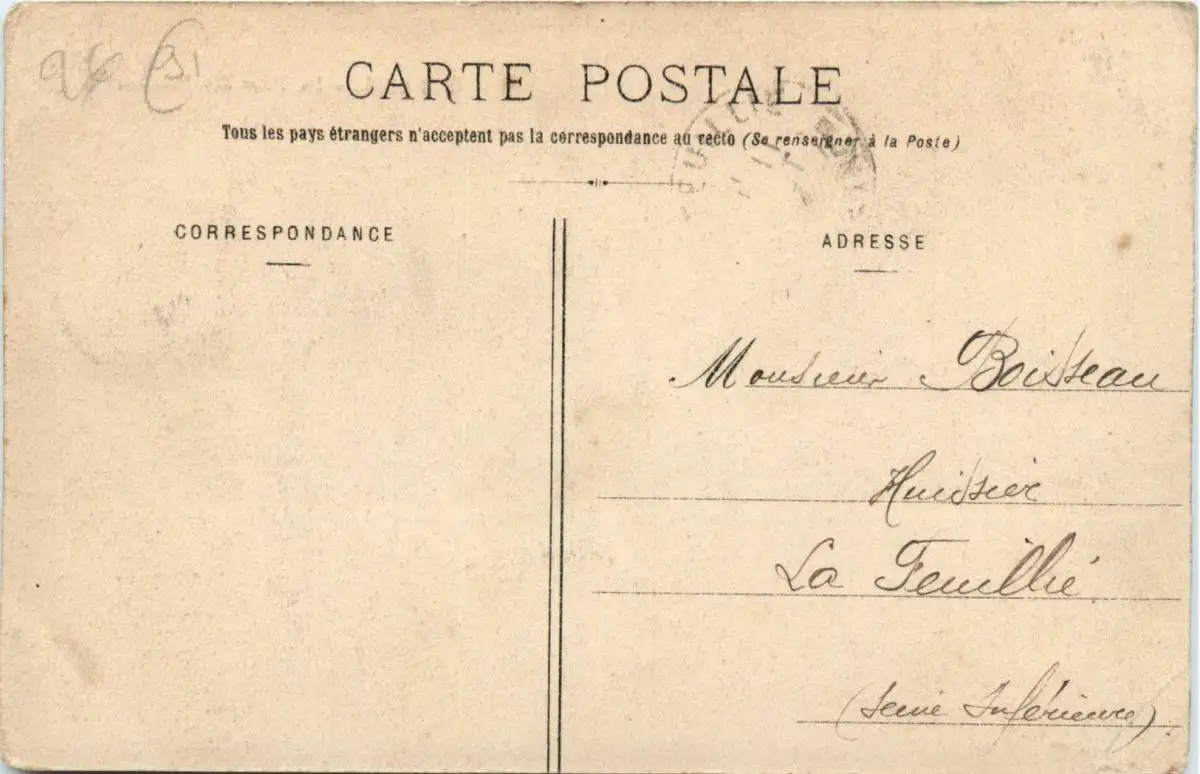 CARTE POSTALE
Tous les pays étrangers n'acceptent pas la correspondance au recto (Se renseigner à la Poste)
CORRESPONDANCE
ADRESSE
Monsieur Boisseau
Huissier
La Feuillie
(Seine Inférieure)